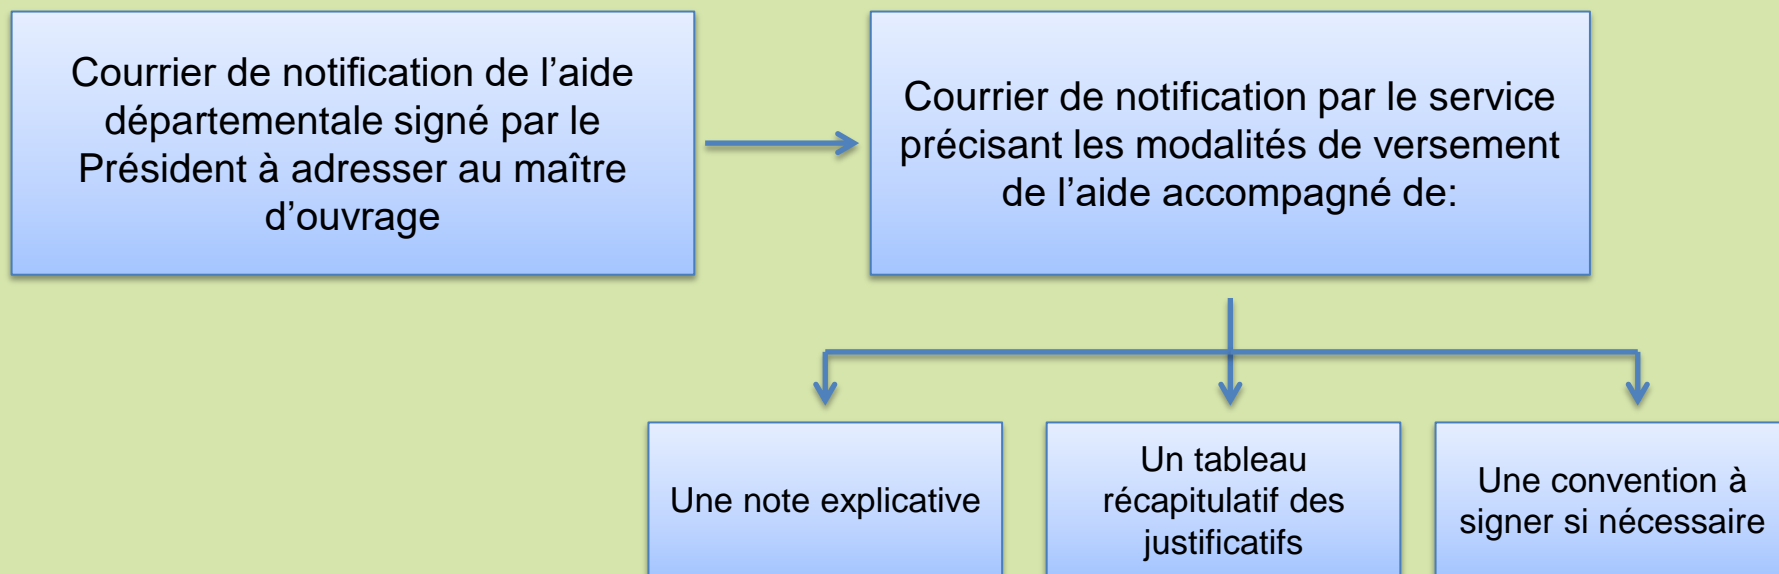 Courrier de notification de l’aide
départementale signé par le
Président à adresser au maître
d’ouvrage
Courrier de notification par le service
précisant les modalités de versement
de l’aide accompagné de:
Une note explicative
Un tableau
récapitulatif des
justificatifs
Une convention à
signer si nécessaire